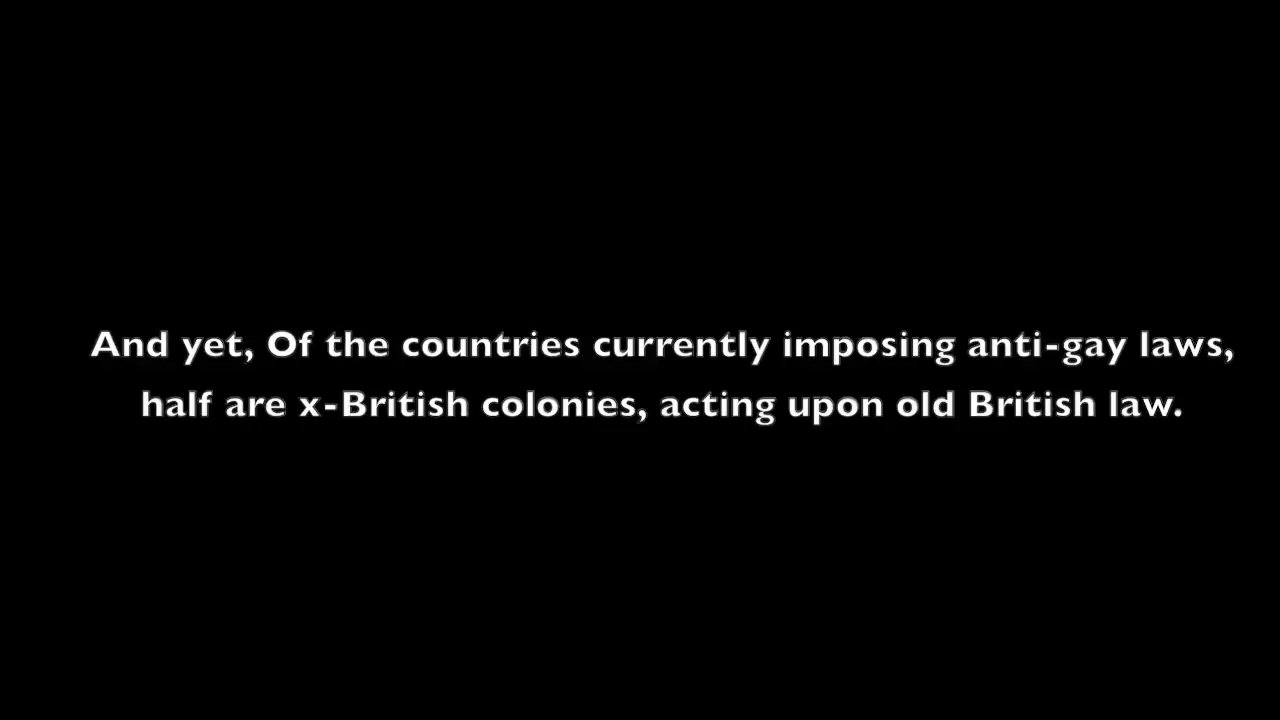 And yet, Of the countries currently imposing anti-gay laws,
half are x-British colonies, acting upon old British law.